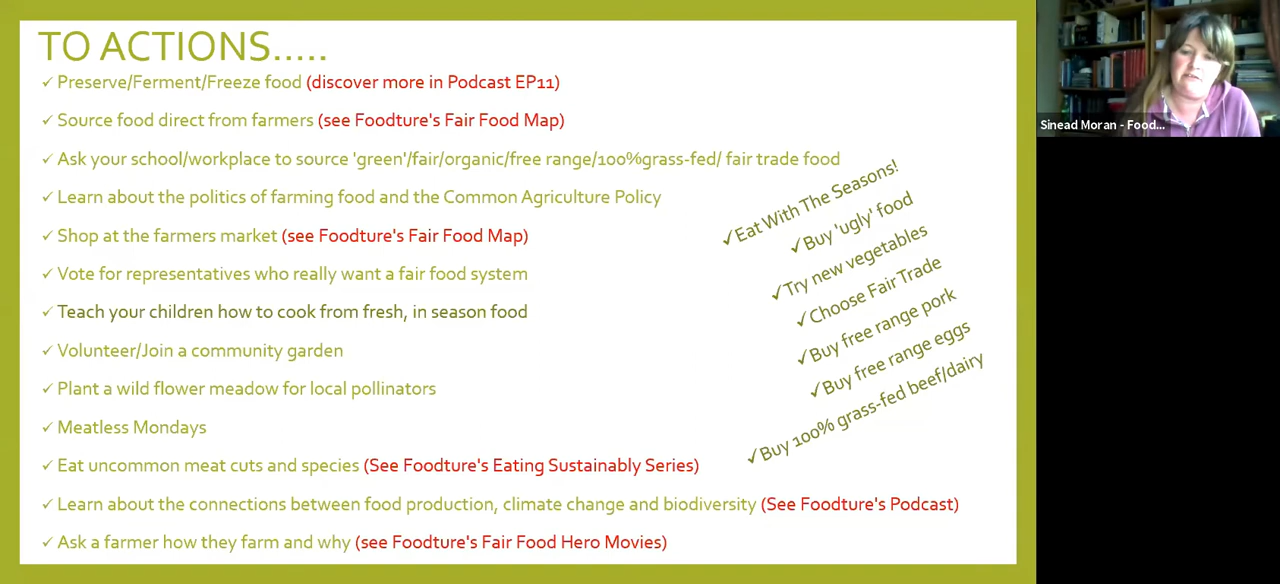 TO ACTIONS.....
✓ Preserve/Ferment/Freeze food (discover more in Podcast EP11)
✓ Source food direct from farmers (see Foodture's Fair Food Map)
✓ Ask your school/workplace to source 'green'/fair/organic/free range/100%grass-fed/ fair trade food
✓ Learn about the politics of farming food and the Common Agriculture Policy
✓ Shop at the farmers market (see Foodture's Fair Food Map)
✓ Vote for representatives who really want a fair food system
✓ Teach your children how to cook from fresh, in season food
✓ Volunteer/Join a community garden
✓ Plant a wild flower meadow for local pollinators
✓ Meatless Mondays
✓ Eat uncommon meat cuts and species (See Foodture's Eating Sustainably Series)
✓ Learn about the connections between food production, climate change and biodiversity (See Foodture's Podcast)
✓ Ask a farmer how they farm and why (see Foodture's Fair Food Hero Movies)
✓Eat With The Seasons!
✓Buy 'ugly' food
✓Try new vegetables
✓Choose Fair Trade
✓Buy free range pork
✓Buy free range eggs
✓Buy 100% grass-fed beef/dairy
Sinead Moran - Food...